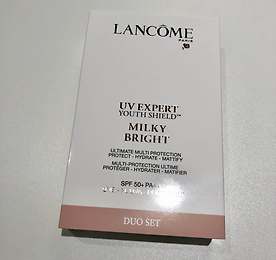 LANCÔME
PARIS
UV EXPERT
YOUTH SHIELD™
MILKY
BRIGHT
ULTIMATE MULTI PROTECTION
PROTECT - HYDRATE - MATTIFY
MULTI-PROTECTION ULTIME
PROTÉGER - HYDRATER - MATIFIER
SPF 50+ PA
DUO SET